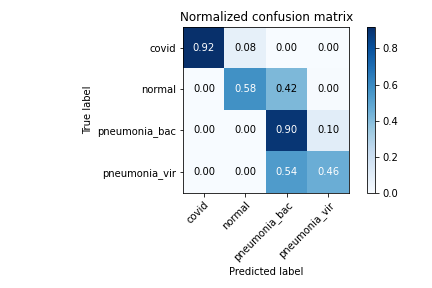 Normalized confusion matrix
True label
covid 0.92 0.08 0.00 0.00
normal 0.00 0.58 0.42 0.00
pneumonia_bac 0.00 0.00 0.90 0.10
pneumonia_vir 0.00 0.00 0.54 0.46
covid normal pneumonia_bac pneumonia_vir
Predicted label
0.8
0.6
0.4
0.2
0.0